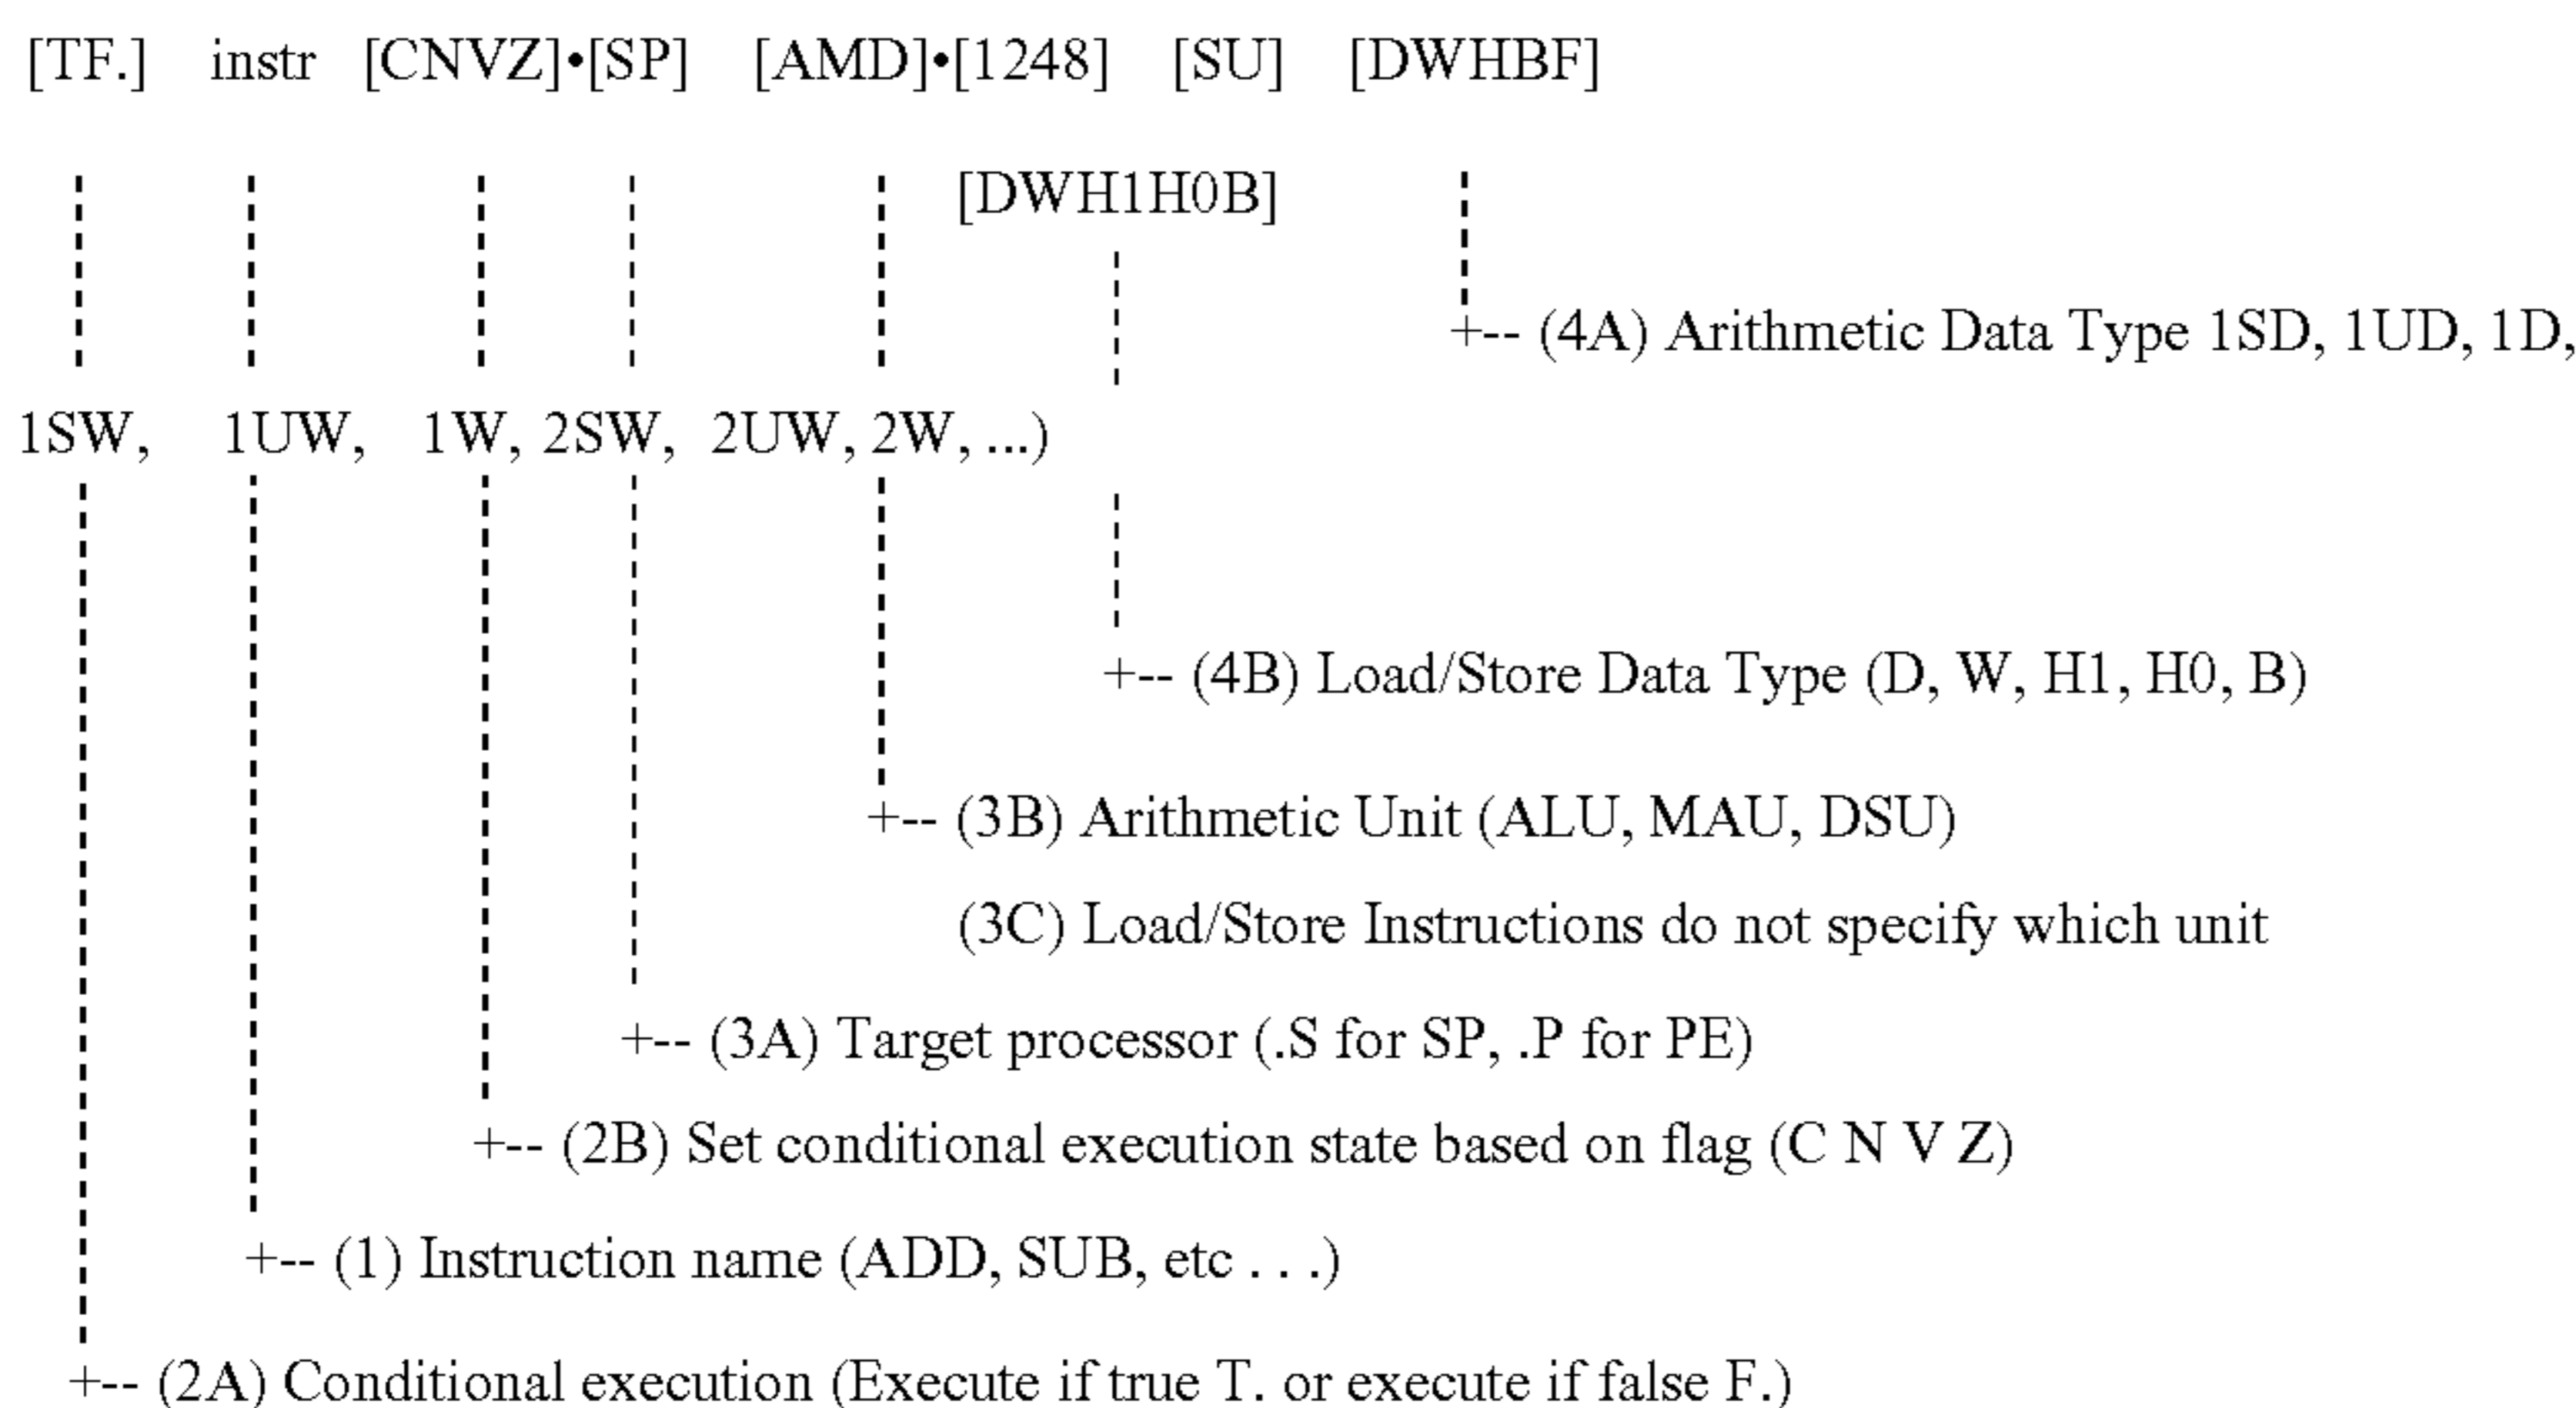 [TF.] instr [CNVZ]•[SP] [AMD]•[1248] [SU] [DWHBF]
[DWH1H0B]
+-- (4A) Arithmetic Data Type 1SD, 1UD, 1D,
1SW, 1UW, 1W, 2SW, 2UW, 2W, ...)
+-- (4B) Load/Store Data Type (D, W, H1, H0, B)
+-- (3B) Arithmetic Unit (ALU, MAU, DSU)
(3C) Load/Store Instructions do not specify which unit
+-- (3A) Target processor (.S for SP, .P for PE)
+-- (2B) Set conditional execution state based on flag (C N V Z)
+-- (1) Instruction name (ADD, SUB, etc . . .)
+-- (2A) Conditional execution (Execute if true T. or execute if false F.)